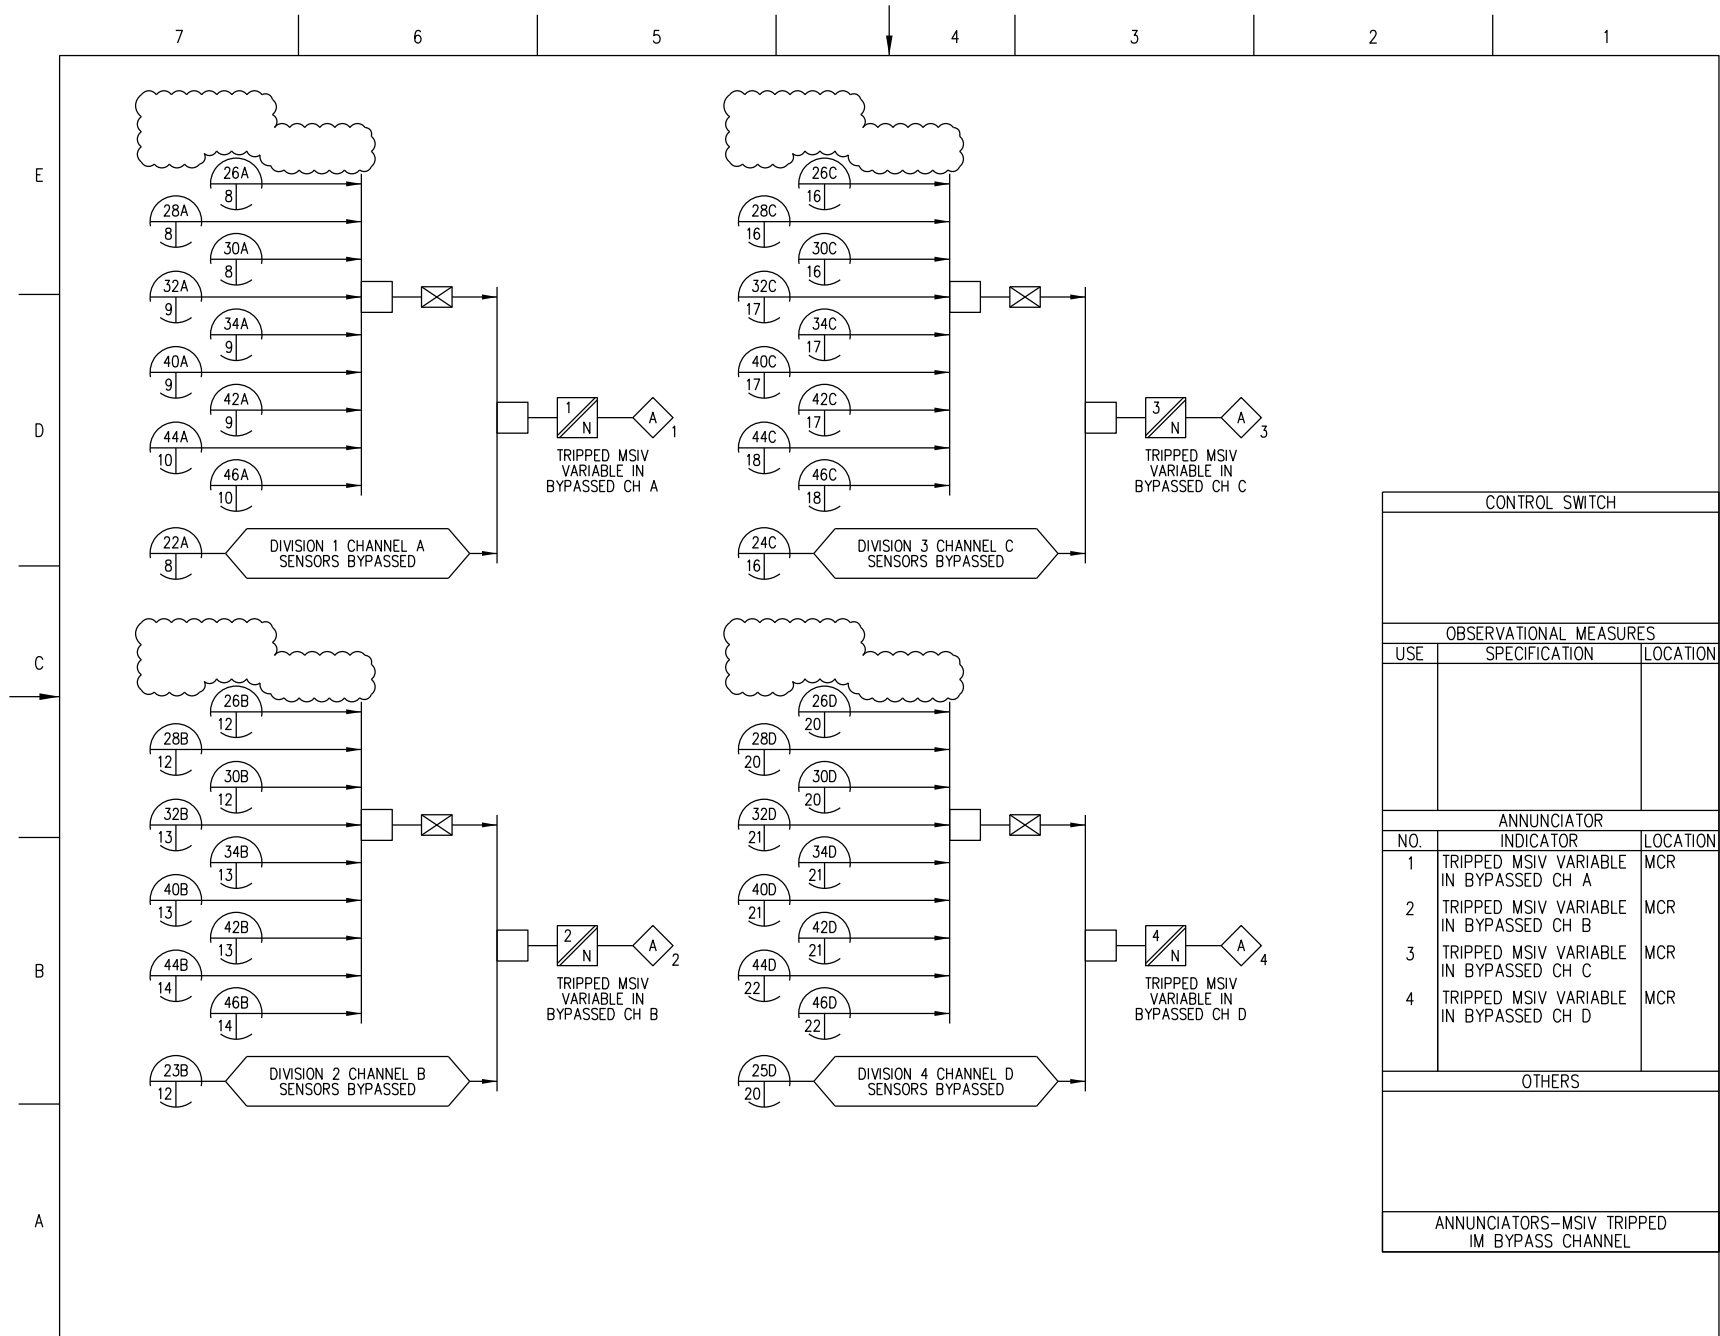 7 6 5 4 3 2 1
E
D
C
B
A
26A
8
28A
8
30A
8
32A
9
34A
9
40A
9
42A
9
44A
10
46A
10
22A
8
DIVISION 1 CHANNEL A
SENSORS BYPASSED
1
N
A
1
TRIPPED MSIV
VARIABLE IN
BYPASSED CH A
26C
16
28C
16
30C
16
32C
17
34C
17
40C
17
42C
17
44C
18
46C
18
24C
16
DIVISION 3 CHANNEL C
SENSORS BYPASSED
3
N
A
3
TRIPPED MSIV
VARIABLE IN
BYPASSED CH C
26B
12
28B
12
30B
12
32B
13
34B
13
40B
13
42B
13
44B
14
46B
14
23B
12
DIVISION 2 CHANNEL B
SENSORS BYPASSED
2
N
A
2
TRIPPED MSIV
VARIABLE IN
BYPASSED CH B
26D
20
28D
20
30D
20
32D
21
34D
21
40D
21
42D
21
44D
22
46D
22
25D
20
DIVISION 4 CHANNEL D
SENSORS BYPASSED
4
N
A
4
TRIPPED MSIV
VARIABLE IN
BYPASSED CH D
CONTROL SWITCH
OBSERVATIONAL MEASURES
USE SPECIFICATION LOCATION
ANNUNCIATOR
NO. INDICATOR LOCATION
1 TRIPPED MSIV VARIABLE MCR
IN BYPASSED CH A
2 TRIPPED MSIV VARIABLE MCR
IN BYPASSED CH B
3 TRIPPED MSIV VARIABLE MCR
IN BYPASSED CH C
4 TRIPPED MSIV VARIABLE MCR
IN BYPASSED CH D
OTHERS
ANNUNCIATORS-MSIV TRIPPED
IM BYPASS CHANNEL